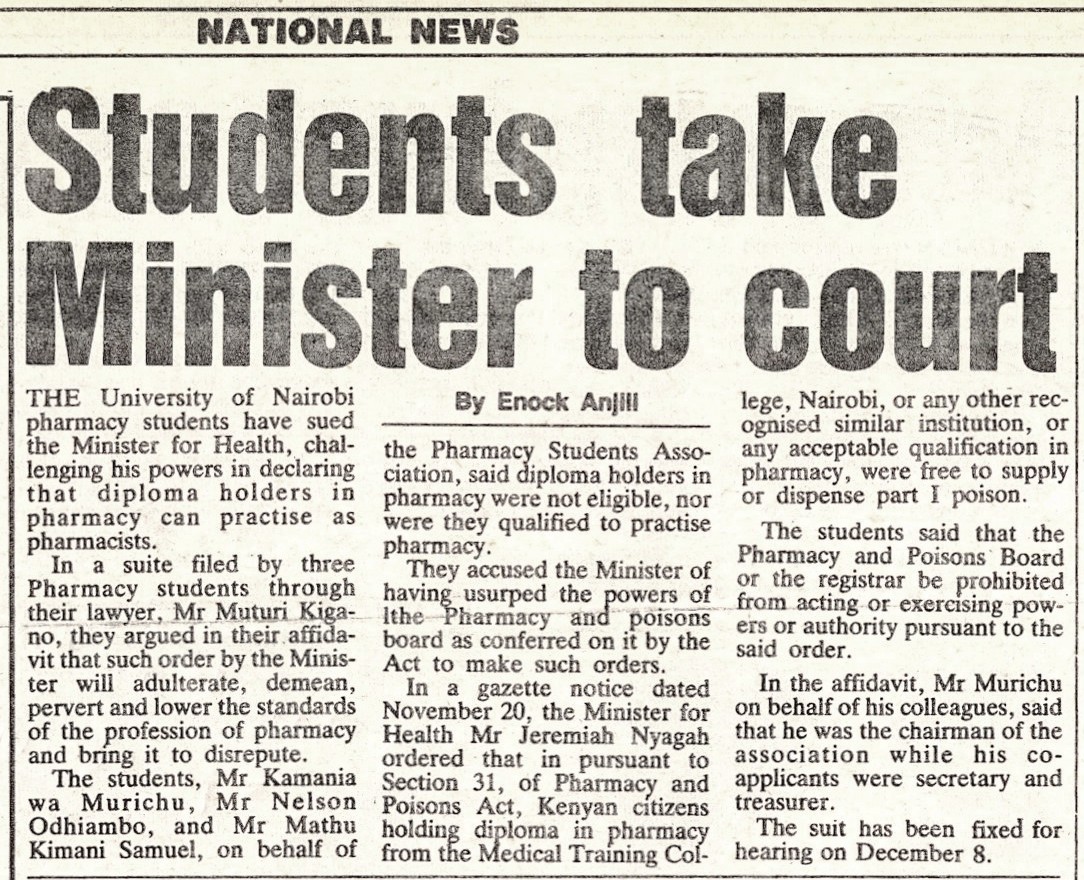 NATIONAL NEWS
Students take
Minister to court
THE University of Nairobi
pharmacy students have sued
the Minister for Health, chal-
lenging his powers in declaring
that diploma holders in
pharmacy can practise as
pharmacists.
In a suite filed by three
Pharmacy students through
their lawyer, Mr Muturi Kiga-
no, they argued in their affida-
vit that such order by the Minis-
ter will adulterate, demean,
pervert and lower the standards
of the profession of pharmacy
and bring it to disrepute.
The students, Mr Kamania
wa Murichu, Mr Nelson
Odhiambo, and Mr Mathu
Kimani Samuel, on behalf of
By Enock Anjili
the Pharmacy Students Asso-
ciation, said diploma holders in
pharmacy were not eligible, nor
were they qualified to practise
pharmacy.
They accused the Minister of
having usurped the powers of
lthe Pharmacy and poisons
board as conferred on it by the
Act to make such orders.
In a gazette notice dated
November 20, the Minister for
Health Mr Jeremiah Nyagah
ordered that in pursuant to
Section 31, of Pharmacy and
Poisons Act, Kenyan citizens
holding diploma in pharmacy
from the Medical Training Col-
lege, Nairobi, or any other rec-
ognised similar institution, or
any acceptable qualification in
pharmacy, were free to supply
or dispense part I poison.
The students said that the
Pharmacy and Poisons Board
or the registrar be prohibited
from acting or exercising pow-
ers or authority pursuant to the
said order.
In the affidavit, Mr Murichu
on behalf of his colleagues, said
that he was the chairman of the
association while his co-
applicants were secretary and
treasurer.
The suit has been fixed for
hearing on December 8.